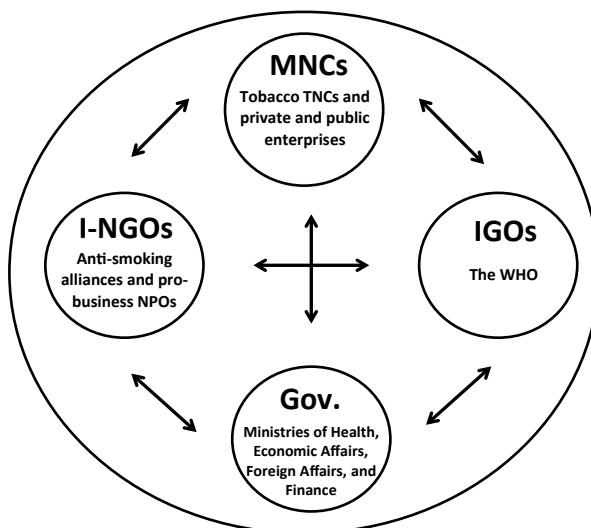 MNCs
Tobacco TNCs and
private and public
enterprises
I-NGOs
Anti-smoking
alliances and pro-
business NPOs
IGOs
The WHO
Gov.
Ministries of Health,
Economic Affairs,
Foreign Affairs, and
Finance